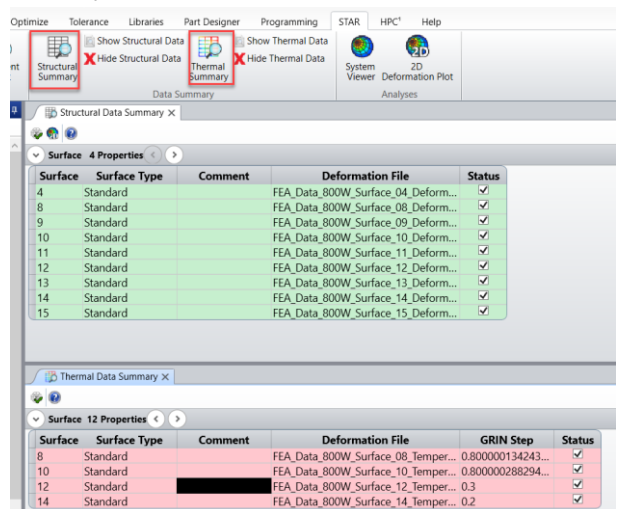 Optimize Tolerance Libraries Part Designer Programming STAR HPC¹ Help
Structural Summary
Show Structural Data
Hide Structural Data
Thermal Summary
Show Thermal Data
Hide Thermal Data
System Viewer
2D Deformation Plot
Data Summary
Analyses
Structural Data Summary X
Surface 4 Properties
Surface Surface Type Comment Deformation File Status
4 Standard FEA_Data_800W_Surface_04_Deform...
8 Standard FEA_Data_800W_Surface_08_Deform...
9 Standard FEA_Data_800W_Surface_09_Deform...
10 Standard FEA_Data_800W_Surface_10_Deform...
11 Standard FEA_Data_800W_Surface_11_Deform...
12 Standard FEA_Data_800W_Surface_12_Deform...
13 Standard FEA_Data_800W_Surface_13_Deform...
14 Standard FEA_Data_800W_Surface_14_Deform...
15 Standard FEA_Data_800W_Surface_15_Deform...
Thermal Data Summary X
Surface 12 Properties
Surface Surface Type Comment Deformation File GRIN Step Status
8 Standard FEA_Data_800W_Surface_08_Temper... 0.800000134243...
10 Standard FEA_Data_800W_Surface_10_Temper... 0.800000288294...
12 Standard FEA_Data_800W_Surface_12_Temper... 0.3
14 Standard FEA_Data_800W_Surface_14_Temper... 0.2